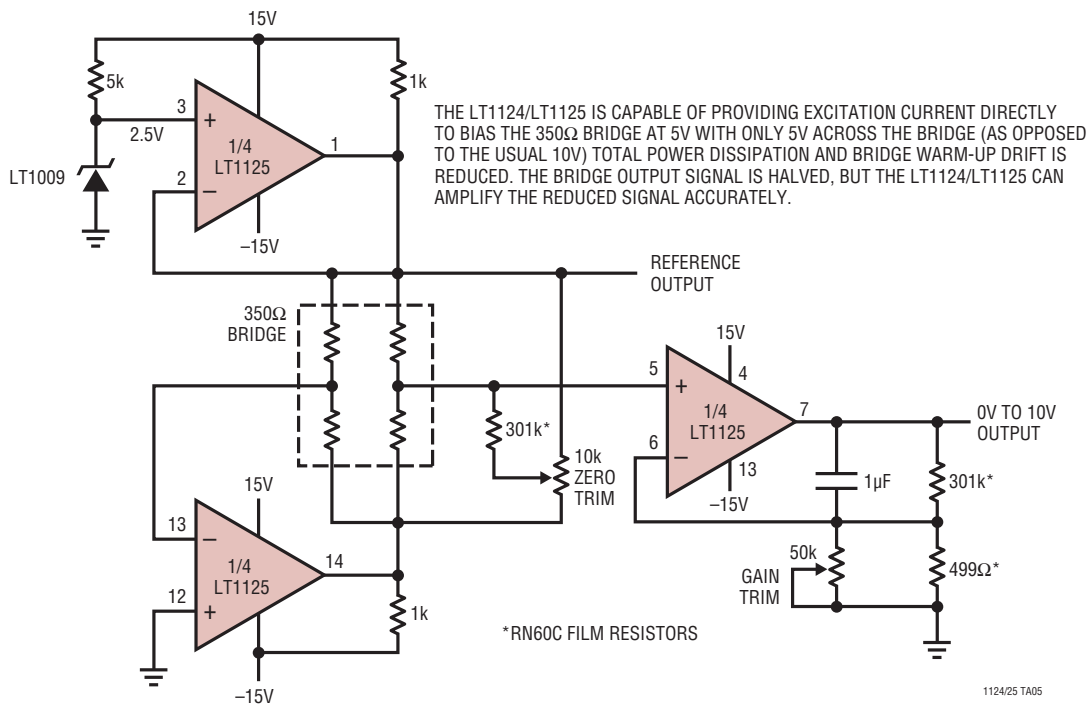 15V
5k
1k
3
+
2.5V
1/4
LT1125
1
LT1009
2
−
–15V
THE LT1124/LT1125 IS CAPABLE OF PROVIDING EXCITATION CURRENT DIRECTLY
TO BIAS THE 350Ω BRIDGE AT 5V WITH ONLY 5V ACROSS THE BRIDGE (AS OPPOSED
TO THE USUAL 10V) TOTAL POWER DISSIPATION AND BRIDGE WARM-UP DRIFT IS
REDUCED. THE BRIDGE OUTPUT SIGNAL IS HALVED, BUT THE LT1124/LT1125 CAN
AMPLIFY THE REDUCED SIGNAL ACCURATELY.
REFERENCE
OUTPUT
350Ω
BRIDGE
301k*
10k
ZERO
TRIM
15V
5
4
+
1/4
LT1125
7
6
−
13
–15V
0V TO 10V
OUTPUT
1µF
301k*
50k
GAIN
TRIM
499Ω*
15V
13
−
1/4
LT1125
14
12
+
1k
–15V
*RN60C FILM RESISTORS
1124/25 TA05